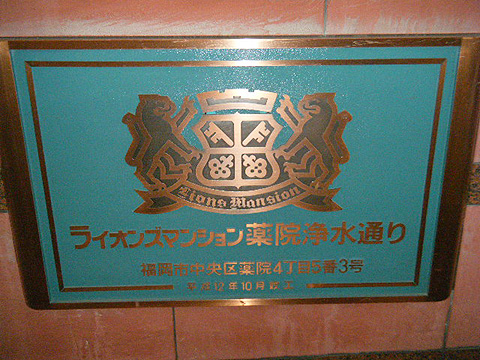 Lions Mansion
ライオンズマンション薬院浄水通り
福岡市中央区薬院4丁目5番3号
平成12年10月竣工